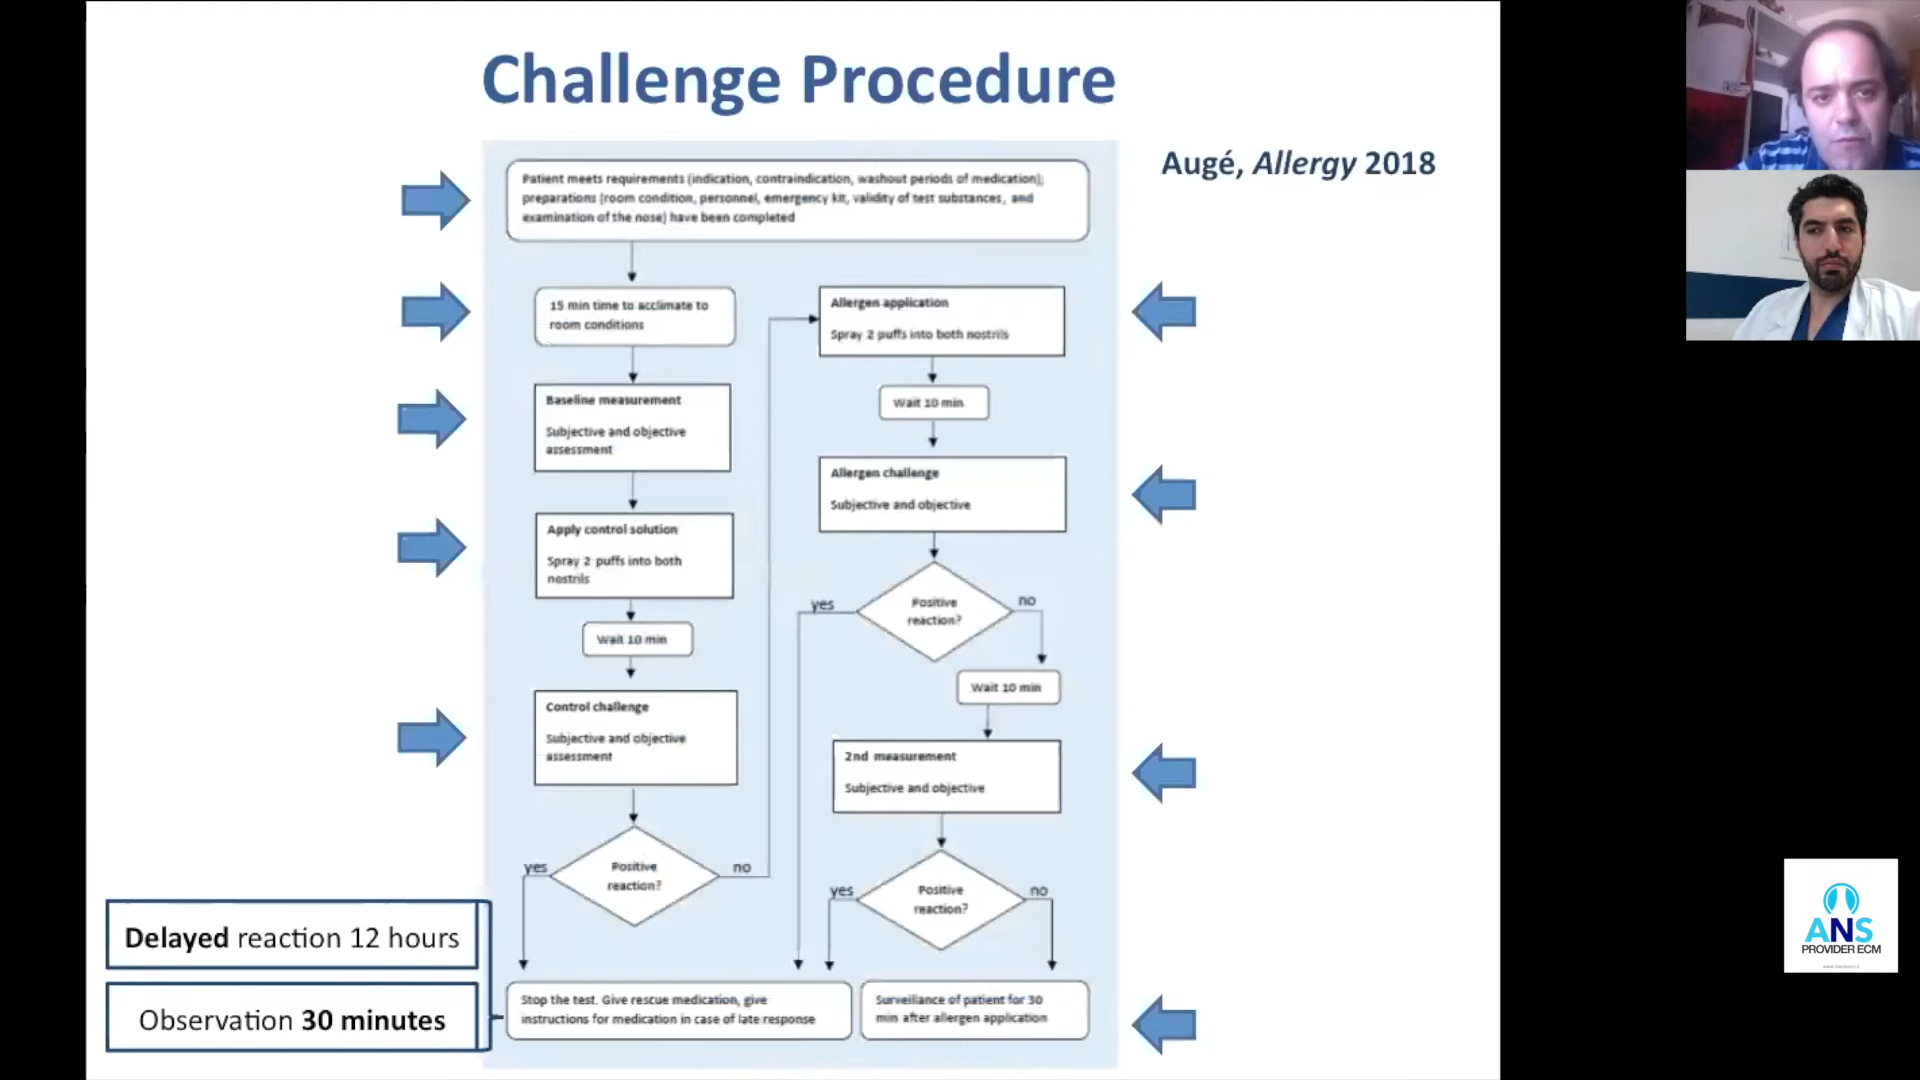 Challenge Procedure
Augé, Allergy 2018
Patient meets requirements (indication, contraindication, washout periods of medication);
preparations (room condition, personnel, emergency kit, validity of test substances, and
examination of the nose) have been completed
15 min time to acclimate to
room conditions
Baseline measurement
Subjective and objective
assessment
Apply control solution
Spray 2 puffs into both
nostrils
Wait 10 min
Control challenge
Subjective and objective
assessment
Positive
reaction?
yes
no
Allergen application
Spray 2 puffs into both nostrils
Wait 10 min
Allergen challenge
Subjective and objective
Positive
reaction?
yes
no
Wait 10 min
2nd measurement
Subjective and objective
Positive
reaction?
yes
no
Stop the test. Give rescue medication, give
instructions for medication in case of late response
Surveillance of patient for 30
min after allergen application
Delayed reaction 12 hours
Observation 30 minutes
ANS
PROVIDER ECM